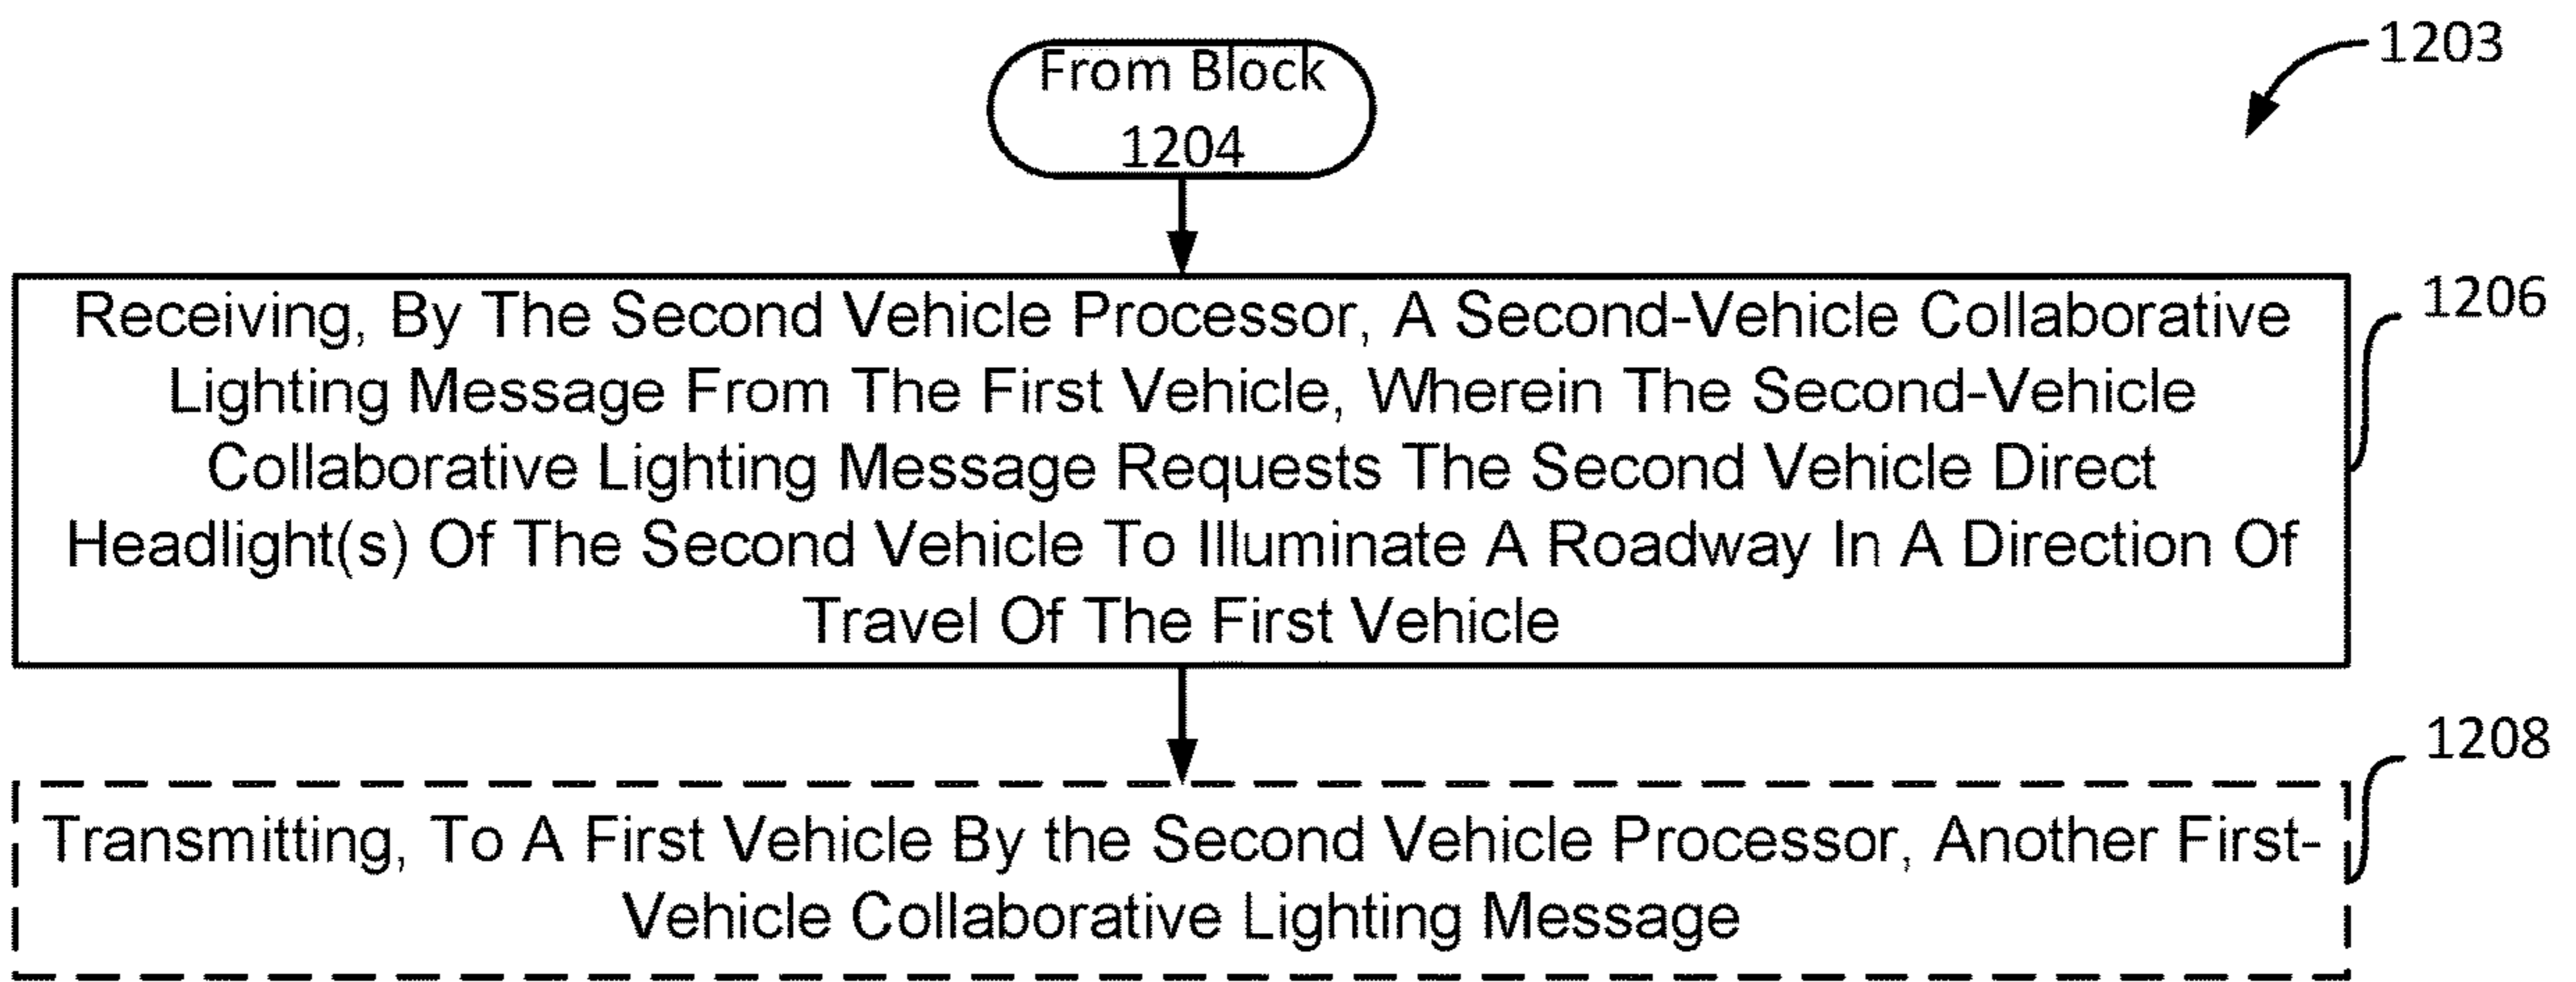 From Block
1204
1203
Receiving, By The Second Vehicle Processor, A Second-Vehicle Collaborative
Lighting Message From The First Vehicle, Wherein The Second-Vehicle
Collaborative Lighting Message Requests The Second Vehicle Direct
Headlight(s) Of The Second Vehicle To Illuminate A Roadway In A Direction Of
Travel Of The First Vehicle
1206
Transmitting, To A First Vehicle By the Second Vehicle Processor, Another First-
Vehicle Collaborative Lighting Message
1208